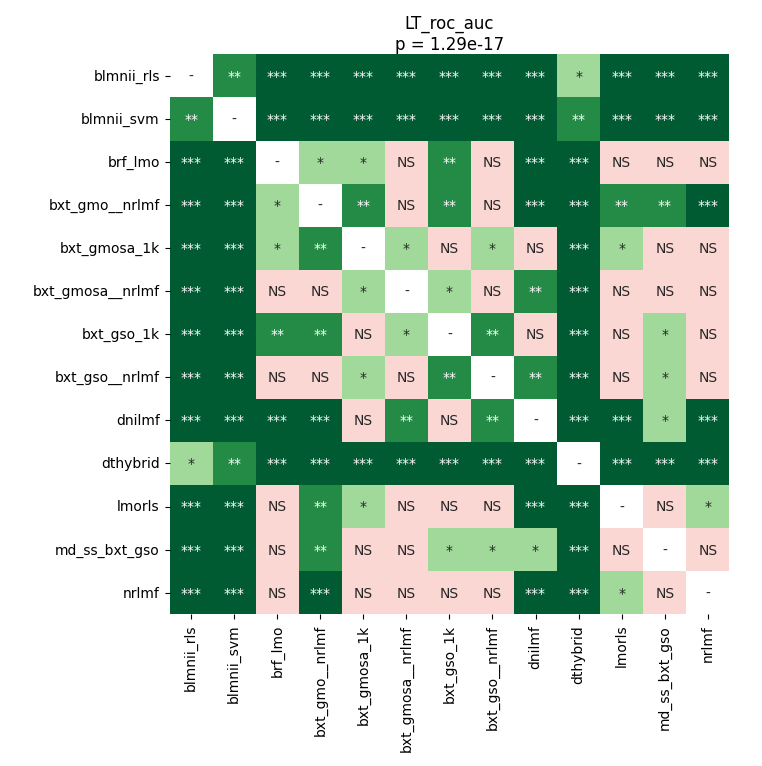 LT_roc_auc
p = 1.29e-17
blmnii_rls - ** *** *** *** *** *** *** *** * *** *** ***
blmnii_svm ** - *** *** *** *** *** *** *** ** *** *** ***
brf_lmo *** *** - * * NS ** NS *** *** NS NS NS
bxt_gmo__nrlmf *** *** * - ** NS ** NS *** *** ** ** ***
bxt_gmosa_1k *** *** * ** - * NS * NS *** * NS NS
bxt_gmosa__nrlmf *** *** NS NS * - * NS ** *** NS NS NS
bxt_gso_1k *** *** ** ** NS * - ** NS *** NS * NS
bxt_gso__nrlmf *** *** NS NS * NS ** - ** *** NS * NS
dnilmf *** *** *** *** NS ** NS ** - *** *** * ***
dthybrid * ** *** *** *** *** *** *** *** - *** *** ***
lmorls *** *** NS ** * NS NS NS *** *** - NS *
md_ss_bxt_gso *** *** NS ** NS NS * * * *** NS - NS
nrlmf *** *** NS *** NS NS NS NS *** *** * NS -
blmnii_rls blmnii_svm brf_lmo bxt_gmo__nrlmf bxt_gmosa_1k bxt_gmosa__nrlmf bxt_gso_1k bxt_gso__nrlmf dnilmf dthybrid lmorls md_ss_bxt_gso nrlmf